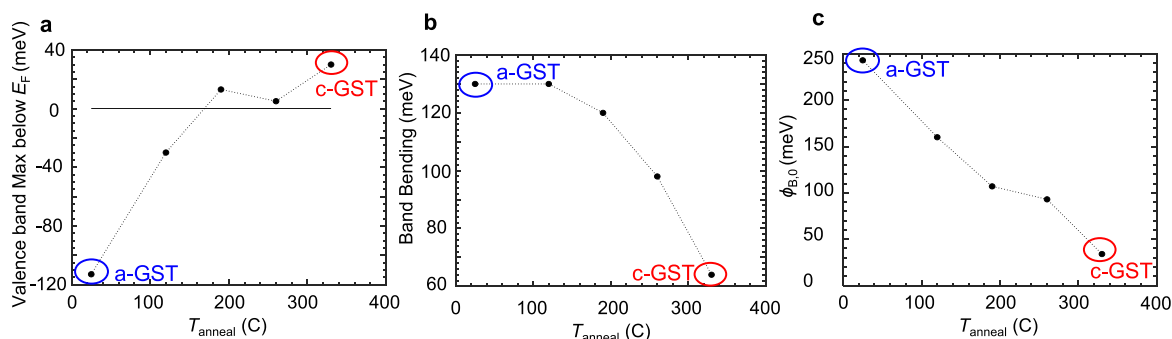 a
Valence band Max below E_F (meV)
40
0
-40
-80
-120
0
100
200
300
400
T_anneal (C)
a-GST
c-GST
b
Band Bending (meV)
140
120
100
80
60
0
100
200
300
400
T_anneal (C)
a-GST
c-GST
c
ϕ_B,0 (meV)
250
200
150
100
50
0
0
100
200
300
400
T_anneal (C)
a-GST
c-GST